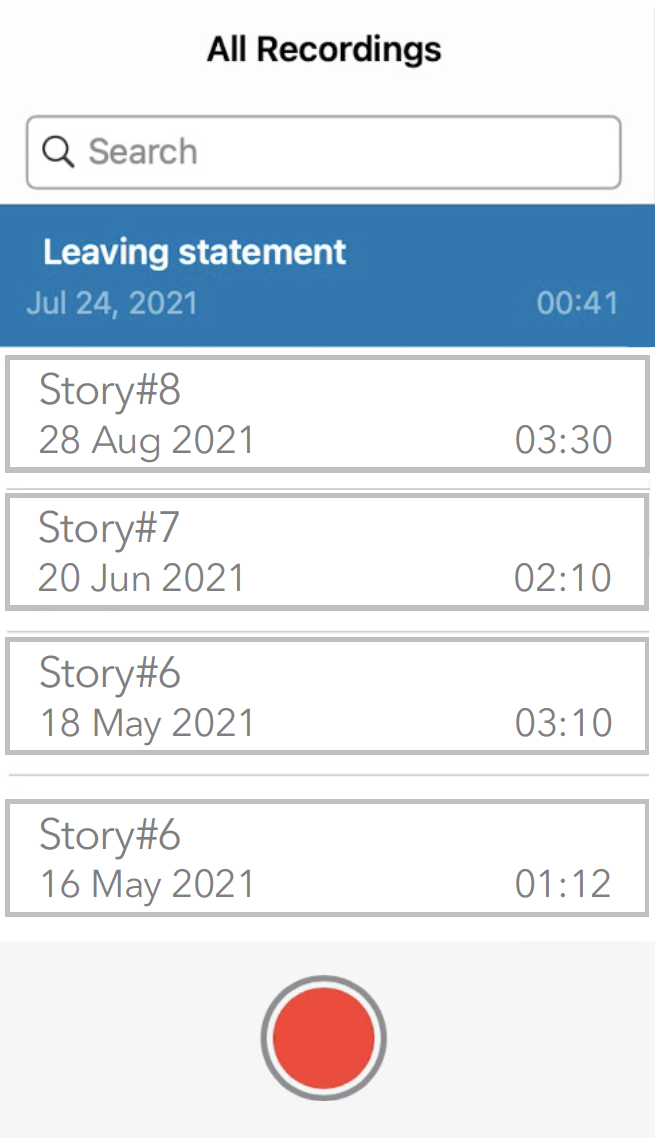 All Recordings
Search
Leaving statement
Jul 24, 2021 00:41
Story#8
28 Aug 2021 03:30
Story#7
20 Jun 2021 02:10
Story#6
18 May 2021 03:10
Story#6
16 May 2021 01:12